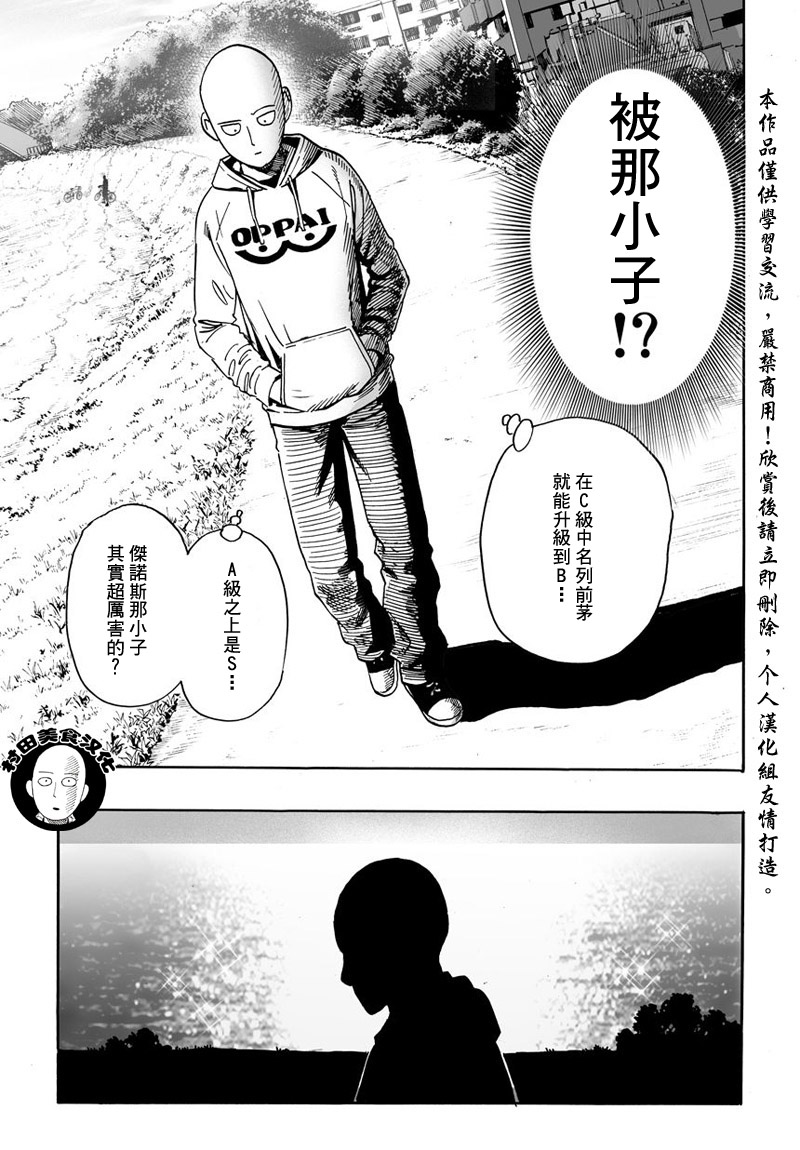 被那小子!?
在C級中名列前茅
就能升級到B…
A級之上是S…
傑諾斯那小子
其實超厲害的?
OPPAI
村田美食汉化
本作品僅供學習交流，嚴禁商用！欣賞後請立即刪除，个人漢化組友情打造。